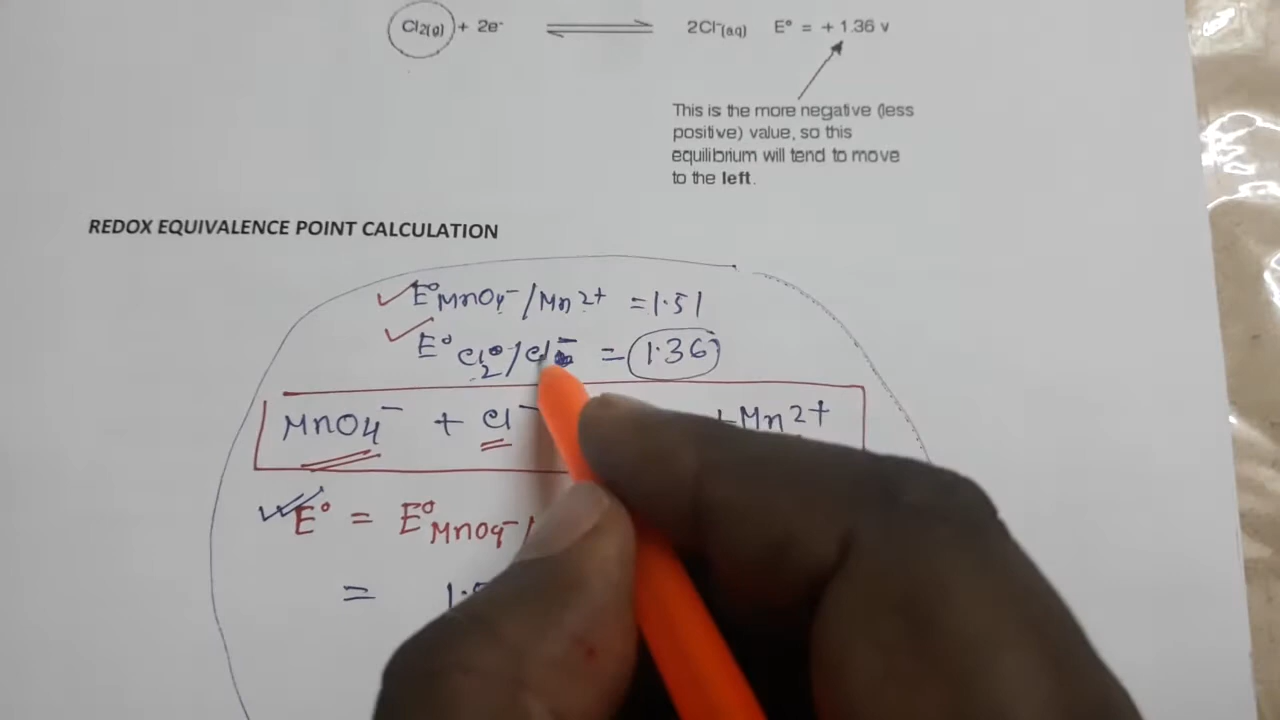 Cl2(g) + 2e- ⇌ 2Cl-(aq) E° = + 1.36 v
This is the more negative (less
positive) value, so this
equilibrium will tend to move
to the left.
REDOX EQUIVALENCE POINT CALCULATION
E°MnO4-/Mn2+ = 1.51
E°Cl2°/Cl- = 1.36
MnO4- + Cl- + Mn2+
E° = E°MnO4-/
= 1.5